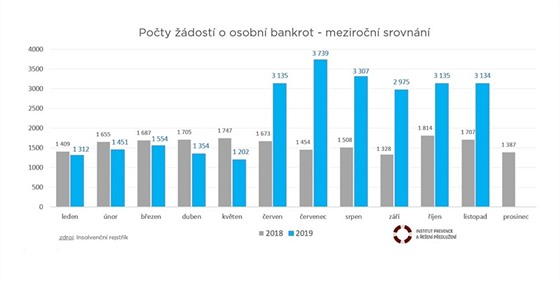 Počty žádostí o osobní bankrot - meziroční srovnání
4000
3500
3000
2500
2000
1500
1000
500
0
1 409 1 312
1 655 1 451
1 687 1 554
1 705 1 354
1 747 1 202
1 673 3 135
1 454 3 739
1 508 3 307
1 328 2 975
1 814 3 135
1 707 3 134
1 387
leden únor březen duben květen červen červenec srpen září říjen listopad prosinec
zdroj: Insolvenční rejstřík
2018 2019
INSTITUT PREVENCE
A ŘEŠENÍ PŘEDLUŽENÍ